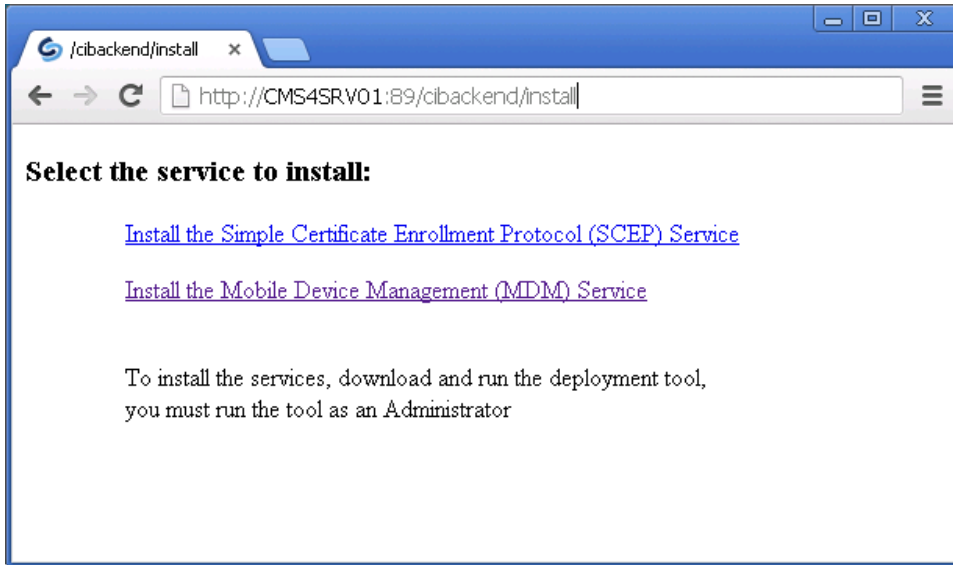 /cibackend/install
http://CMS4SRV01:89/cibackend/install
Select the service to install:
Install the Simple Certificate Enrollment Protocol (SCEP) Service
Install the Mobile Device Management (MDM) Service
To install the services, download and run the deployment tool,
you must run the tool as an Administrator